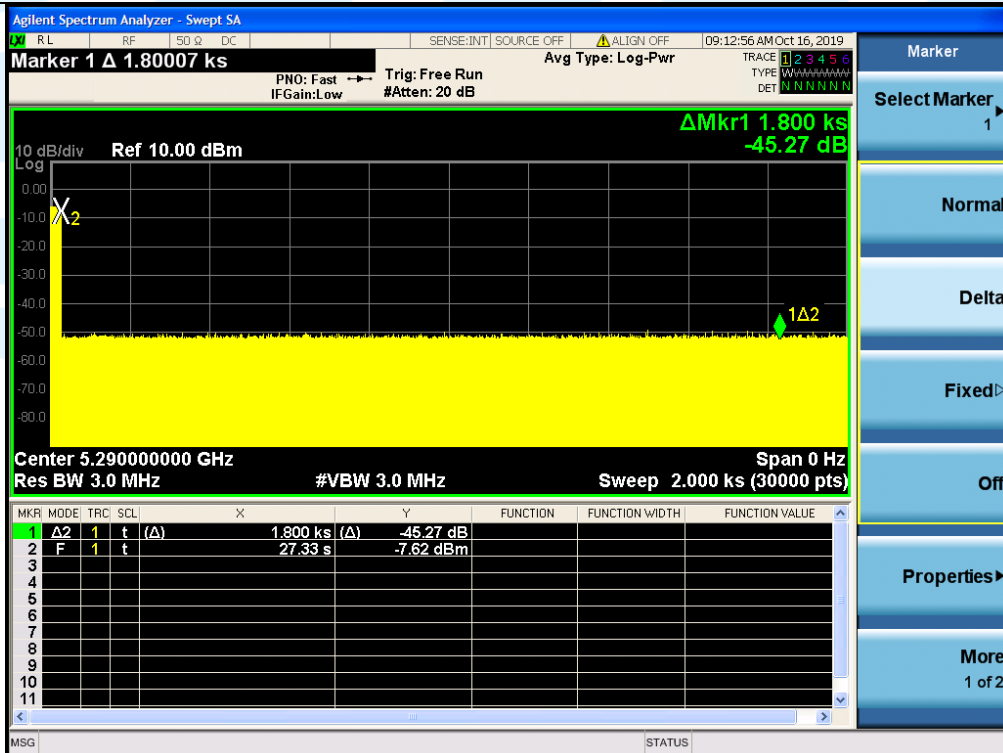 Agilent Spectrum Analyzer - Swept SA
LXI RL RF 50 Ω DC SENSE:INT SOURCE OFF ALIGN OFF 09:12:56 AM Oct 16, 2019
Marker 1 Δ 1.80007 ks
PNO: Fast
IFGain:Low
Trig: Free Run
#Atten: 20 dB
Avg Type: Log-Pwr
TRACE 1 2 3 4 5 6
TYPE WWWWWW
DET N N N N N N
ΔMkr1 1.800 ks
-45.27 dB
10 dB/div Ref 10.00 dBm
Log
0.00
-10.0
-20.0
-30.0
-40.0
-50.0
-60.0
-70.0
-80.0
X2
1Δ2
Center 5.290000000 GHz Span 0 Hz
Res BW 3.0 MHz #VBW 3.0 MHz Sweep 2.000 ks (30000 pts)
MKR MODE TRC SCL X Y FUNCTION FUNCTION WIDTH FUNCTION VALUE
1 Δ2 1 t (Δ) 1.800 ks (Δ) -45.27 dB
2 F 1 t 27.33 s -7.62 dBm
3
4
5
6
7
8
9
10
11
MSG STATUS
Marker
Select Marker
1
Normal
Delta
Fixed
Off
Properties
More
1 of 2